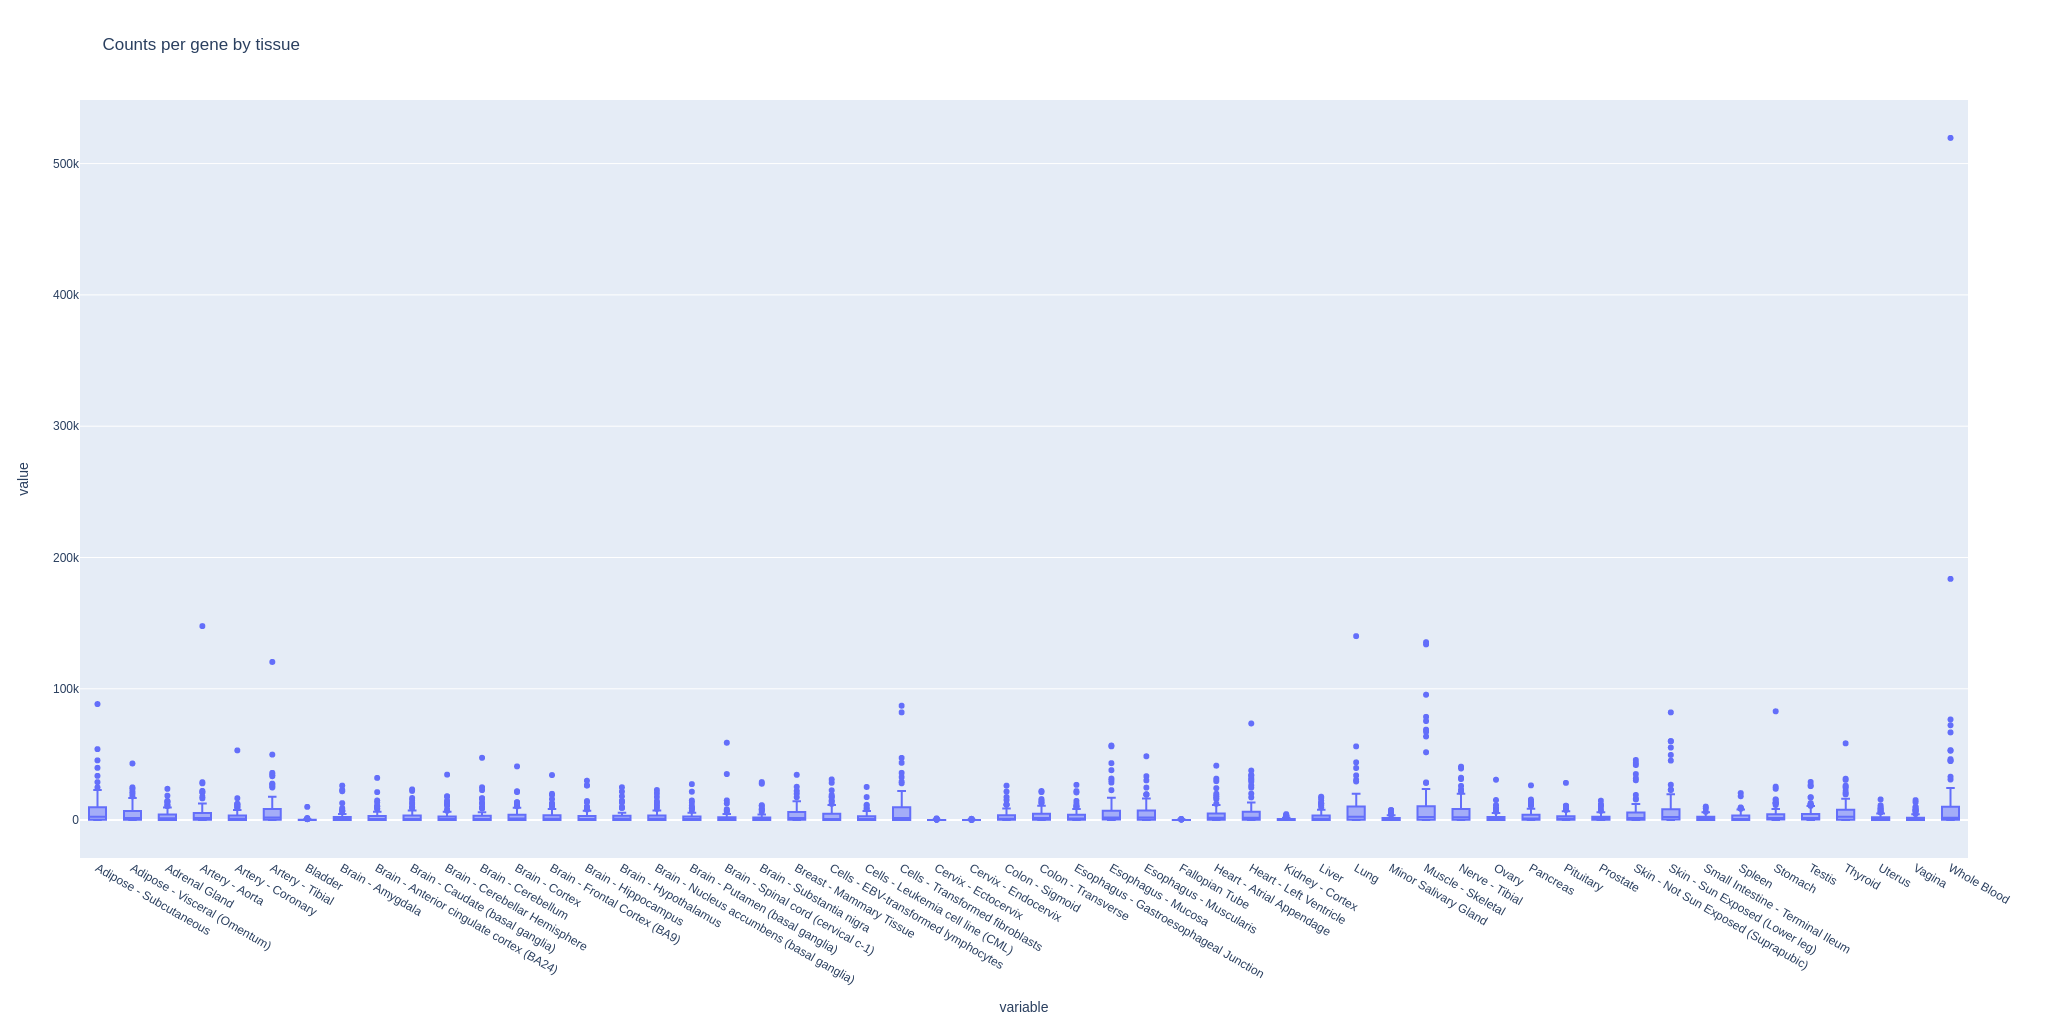 Counts per gene by tissue
500k
400k
300k
200k
100k
0
value
Adipose - Subcutaneous
Adipose - Visceral (Omentum)
Adrenal Gland
Artery - Aorta
Artery - Coronary
Artery - Tibial
Bladder
Brain - Amygdala
Brain - Anterior cingulate cortex (BA24)
Brain - Caudate (basal ganglia)
Brain - Cerebellar Hemisphere
Brain - Cerebellum
Brain - Cortex
Brain - Frontal Cortex (BA9)
Brain - Hippocampus
Brain - Hypothalamus
Brain - Nucleus accumbens (basal ganglia)
Brain - Putamen (basal ganglia)
Brain - Spinal cord (cervical c-1)
Brain - Substantia nigra
Breast - Mammary Tissue
Cells - EBV-transformed lymphocytes
Cells - Leukemia cell line (CML)
Cells - Transformed fibroblasts
Cervix - Ectocervix
Cervix - Endocervix
Colon - Sigmoid
Colon - Transverse
Esophagus - Gastroesophageal Junction
Esophagus - Mucosa
Esophagus - Muscularis
Fallopian Tube
Heart - Atrial Appendage
Heart - Left Ventricle
Kidney - Cortex
Liver
Lung
Minor Salivary Gland
Muscle - Skeletal
Nerve - Tibial
Ovary
Pancreas
Pituitary
Prostate
Skin - Not Sun Exposed (Suprapubic)
Skin - Sun Exposed (Lower leg)
Small Intestine - Terminal Ileum
Spleen
Stomach
Testis
Thyroid
Uterus
Vagina
Whole Blood
variable